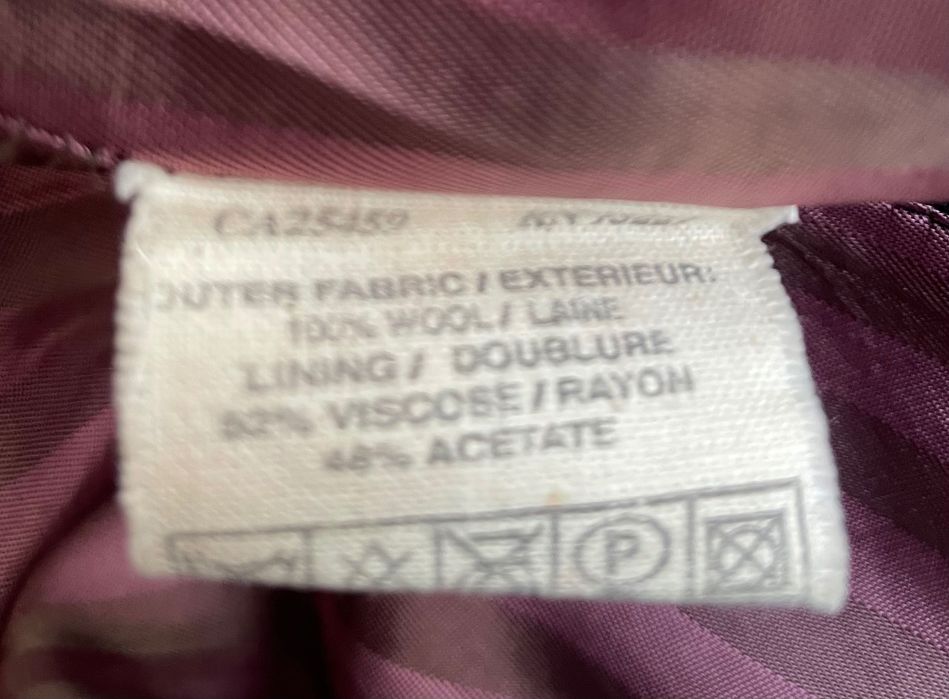 CA25459
OUTER FABRIC / EXTERIEUR:
100% WOOL / LAINE
LINING / DOUBLURE
52% VISCOSE / RAYON
48% ACETATE
P